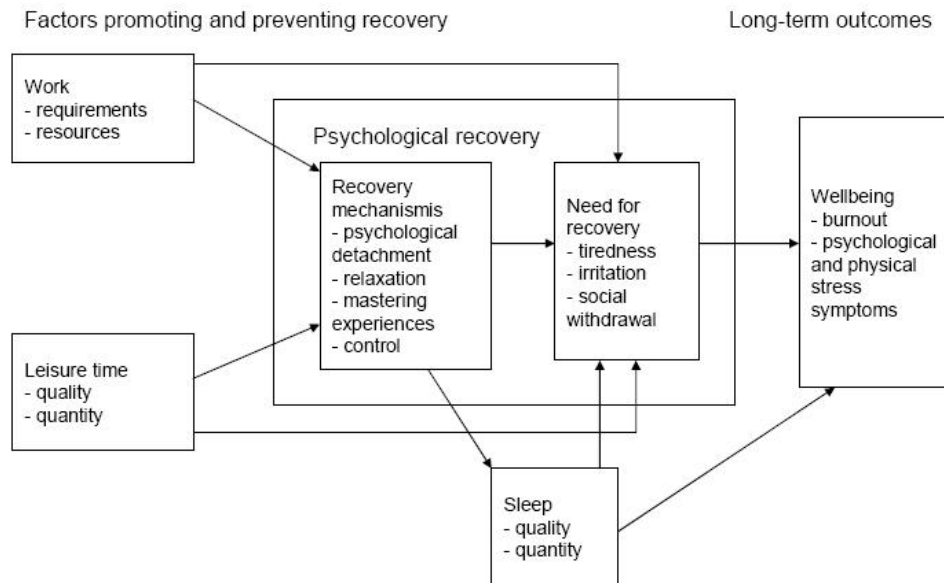 Factors promoting and preventing recovery
Long-term outcomes
Work
- requirements
- resources
Psychological recovery
Recovery
mechanismis
- psychological
detachment
- relaxation
- mastering
experiences
- control
Need for
recovery
- tiredness
- irritation
- social
withdrawal
Wellbeing
- burnout
- psychological
and physical
stress
symptoms
Leisure time
- quality
- quantity
Sleep
- quality
- quantity